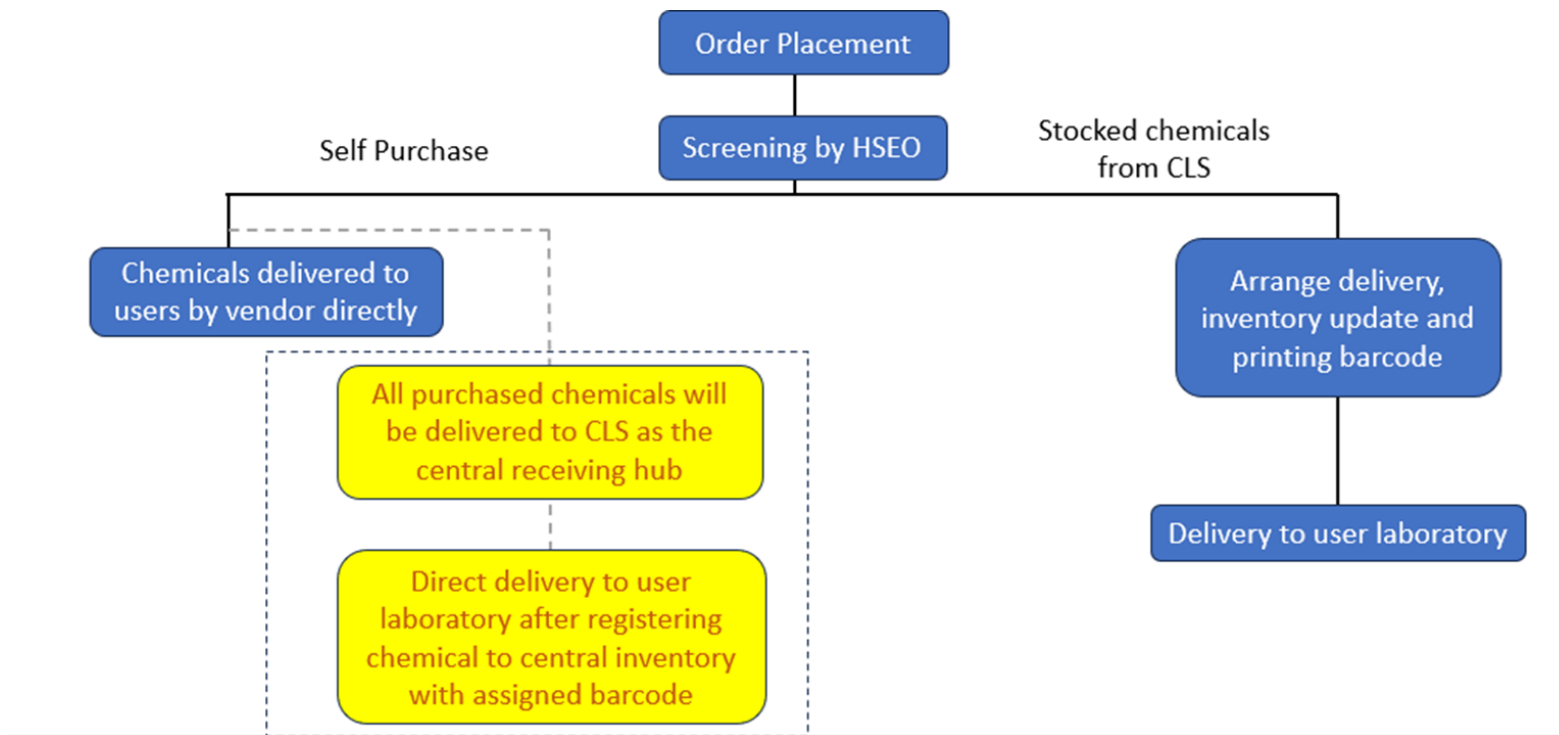 Order Placement
Screening by HSEO
Self Purchase
Stocked chemicals
from CLS
Chemicals delivered to
users by vendor directly
Arrange delivery,
inventory update and
printing barcode
All purchased chemicals will
be delivered to CLS as the
central receiving hub
Delivery to user laboratory
Direct delivery to user
laboratory after registering
chemical to central inventory
with assigned barcode